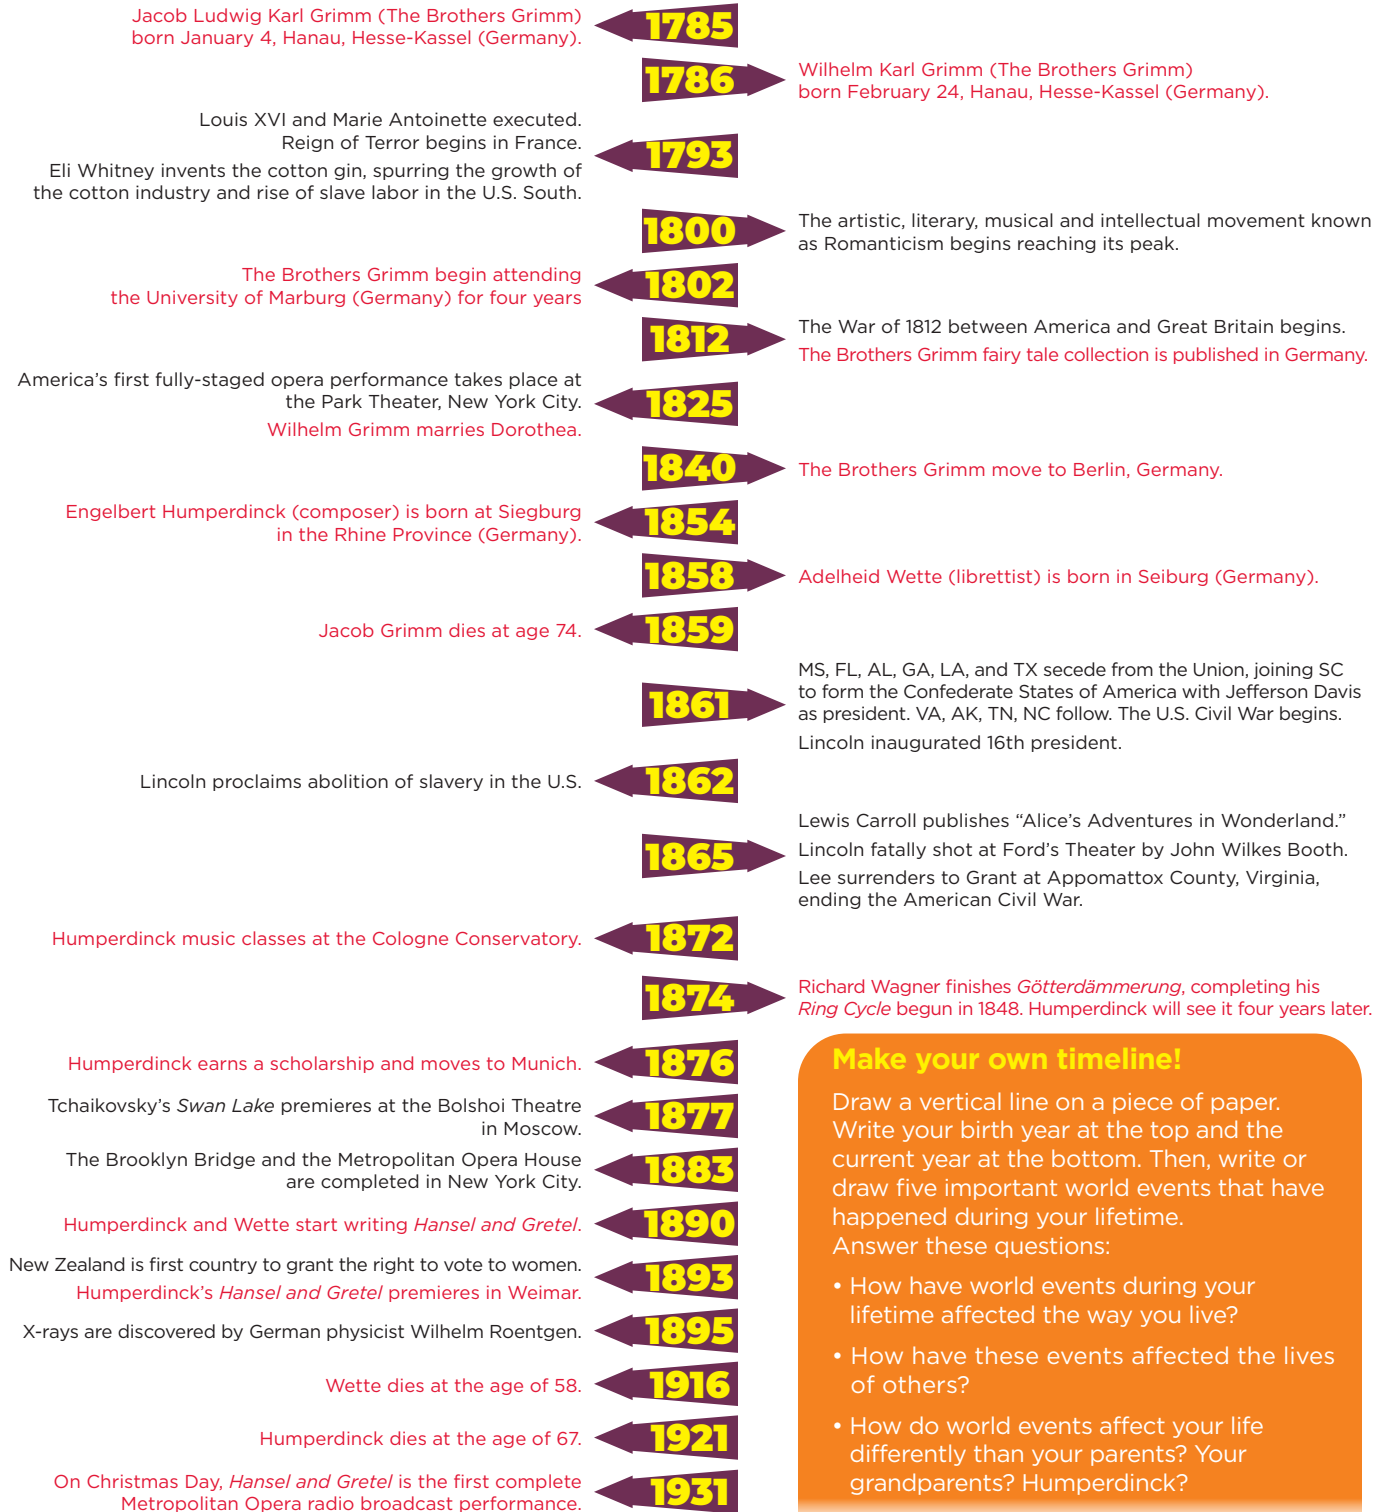 Jacob Ludwig Karl Grimm (The Brothers Grimm)
born January 4, Hanau, Hesse-Kassel (Germany).
1785
1786
Wilhelm Karl Grimm (The Brothers Grimm)
born February 24, Hanau, Hesse-Kassel (Germany).
Louis XVI and Marie Antoinette executed.
Reign of Terror begins in France.
Eli Whitney invents the cotton gin, spurring the growth of
the cotton industry and rise of slave labor in the U.S. South.
1793
1800
The artistic, literary, musical and intellectual movement known
as Romanticism begins reaching its peak.
The Brothers Grimm begin attending
the University of Marburg (Germany) for four years
1802
1812
The War of 1812 between America and Great Britain begins.
The Brothers Grimm fairy tale collection is published in Germany.
America’s first fully-staged opera performance takes place at
the Park Theater, New York City.
Wilhelm Grimm marries Dorothea.
1825
1840
The Brothers Grimm move to Berlin, Germany.
Engelbert Humperdinck (composer) is born at Siegburg
in the Rhine Province (Germany).
1854
1858
Adelheid Wette (librettist) is born in Seiburg (Germany).
Jacob Grimm dies at age 74.
1859
1861
MS, FL, AL, GA, LA, and TX secede from the Union, joining SC
to form the Confederate States of America with Jefferson Davis
as president. VA, AK, TN, NC follow. The U.S. Civil War begins.
Lincoln inaugurated 16th president.
Lincoln proclaims abolition of slavery in the U.S.
1862
1865
Lewis Carroll publishes “Alice’s Adventures in Wonderland.”
Lincoln fatally shot at Ford’s Theater by John Wilkes Booth.
Lee surrenders to Grant at Appomattox County, Virginia,
ending the American Civil War.
Humperdinck music classes at the Cologne Conservatory.
1872
1874
Richard Wagner finishes Götterdämmerung, completing his
Ring Cycle begun in 1848. Humperdinck will see it four years later.
Humperdinck earns a scholarship and moves to Munich.
1876
Tchaikovsky’s Swan Lake premieres at the Bolshoi Theatre
in Moscow.
1877
The Brooklyn Bridge and the Metropolitan Opera House
are completed in New York City.
1883
Humperdinck and Wette start writing Hansel and Gretel.
1890
New Zealand is first country to grant the right to vote to women.
Humperdinck’s Hansel and Gretel premieres in Weimar.
1893
X-rays are discovered by German physicist Wilhelm Roentgen.
1895
Wette dies at the age of 58.
1916
Humperdinck dies at the age of 67.
1921
On Christmas Day, Hansel and Gretel is the first complete
Metropolitan Opera radio broadcast performance.
1931
Make your own timeline!
Draw a vertical line on a piece of paper.
Write your birth year at the top and the
current year at the bottom. Then, write or
draw five important world events that have
happened during your lifetime.
Answer these questions:
• How have world events during your
lifetime affected the way you live?
• How have these events affected the lives
of others?
• How do world events affect your life
differently than your parents? Your
grandparents? Humperdinck?